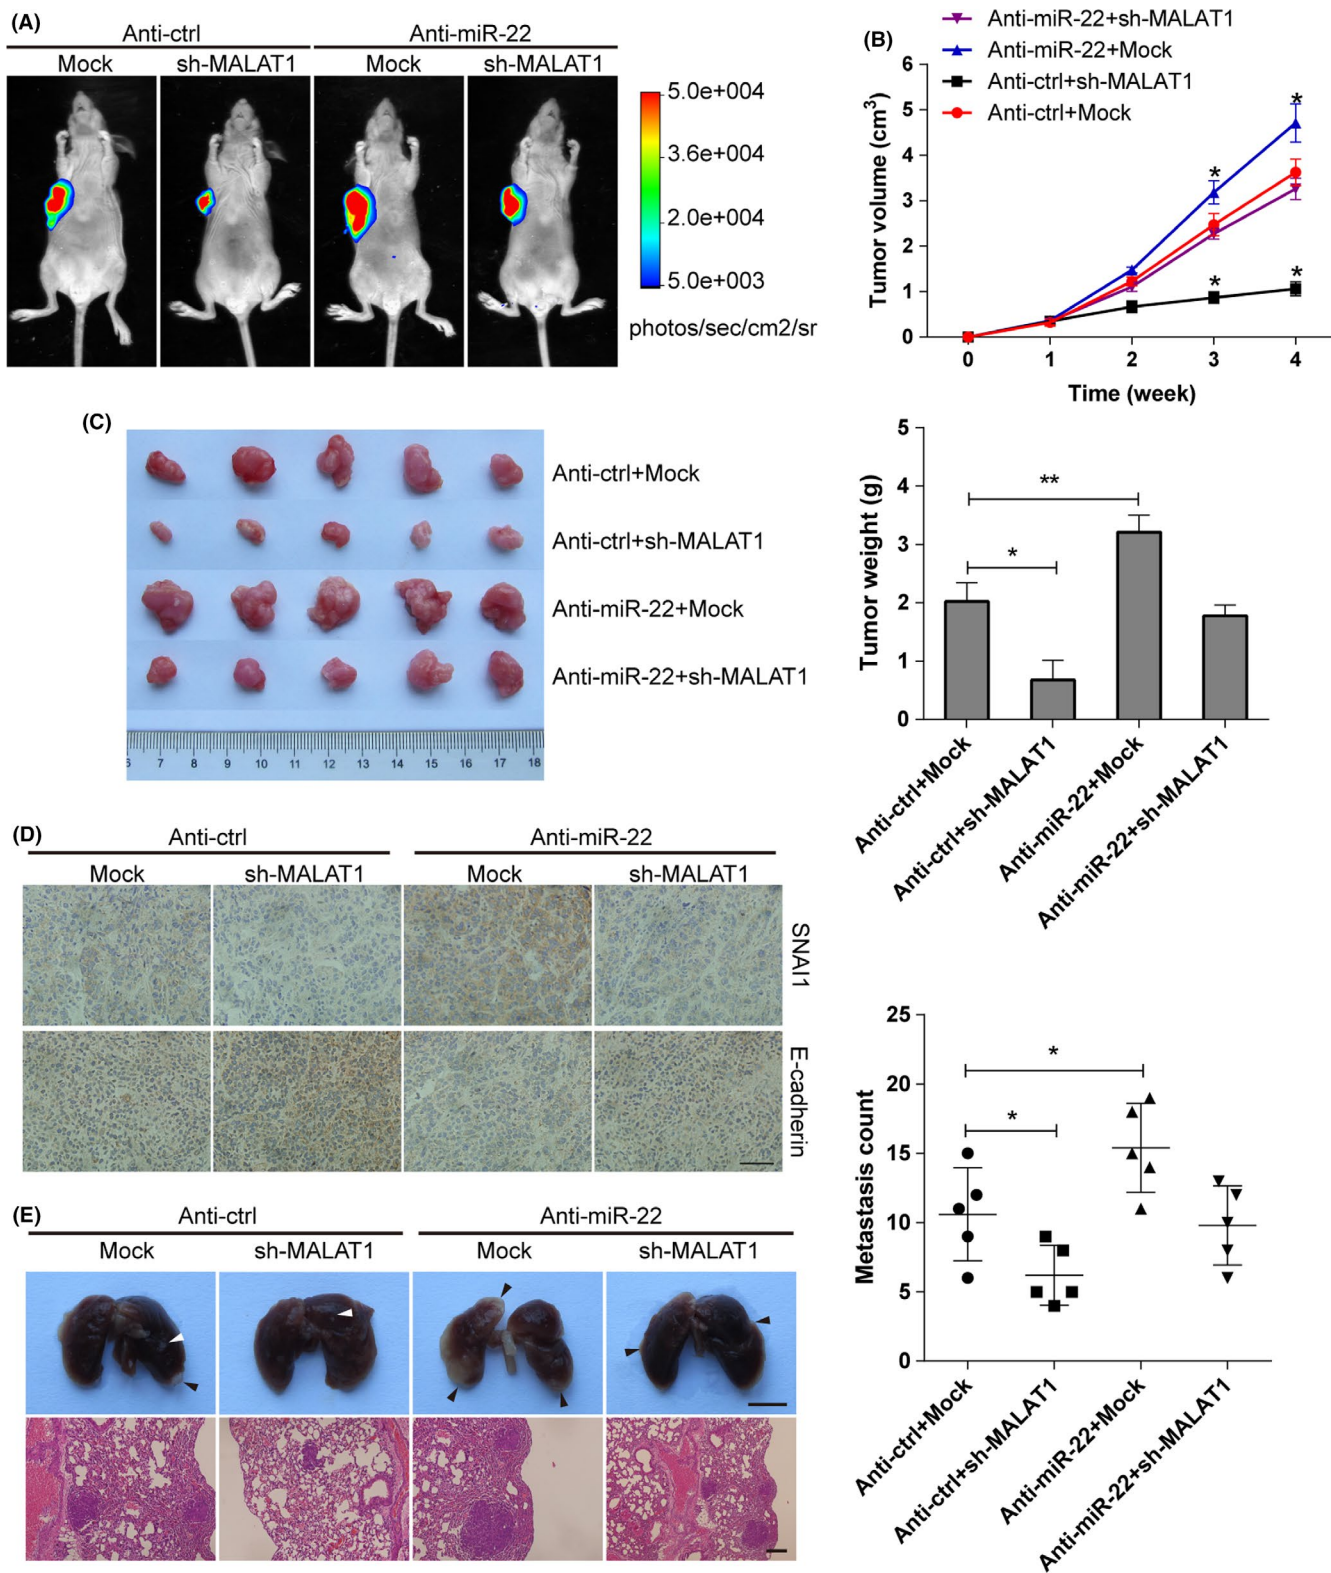 (A)
Anti-ctrl Anti-miR-22
Mock sh-MALAT1 Mock sh-MALAT1
5.0e+004
3.6e+004
2.0e+004
5.0e+003
photos/sec/cm2/sr
(B)
Anti-miR-22+sh-MALAT1
Anti-miR-22+Mock
Anti-ctrl+sh-MALAT1
Anti-ctrl+Mock
Tumor volume (cm3)
6
5
4
3
2
1
0
* *
* *
0 1 2 3 4
Time (week)
(C)
Anti-ctrl+Mock
Anti-ctrl+sh-MALAT1
Anti-miR-22+Mock
Anti-miR-22+sh-MALAT1
6 7 8 9 10 11 12 13 14 15 16 17 18
Tumor weight (g)
5
4
3
2
1
0
**
*
Anti-ctrl+Mock
Anti-ctrl+sh-MALAT1
Anti-miR-22+Mock
Anti-miR-22+sh-MALAT1
(D)
Anti-ctrl Anti-miR-22
Mock sh-MALAT1 Mock sh-MALAT1
SNAI1
E-cadherin
(E)
Anti-ctrl Anti-miR-22
Mock sh-MALAT1 Mock sh-MALAT1
Metastasis count
25
20
15
10
5
0
*
*
Anti-ctrl+Mock
Anti-ctrl+sh-MALAT1
Anti-miR-22+Mock
Anti-miR-22+sh-MALAT1